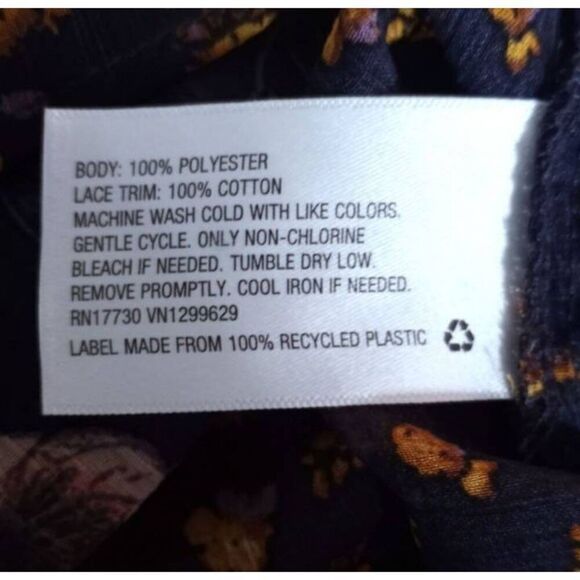 BODY: 100% POLYESTER
LACE TRIM: 100% COTTON
MACHINE WASH COLD WITH LIKE COLORS.
GENTLE CYCLE. ONLY NON-CHLORINE
BLEACH IF NEEDED. TUMBLE DRY LOW.
REMOVE PROMPTLY. COOL IRON IF NEEDED.
RN17730 VN1299629
LABEL MADE FROM 100% RECYCLED PLASTIC